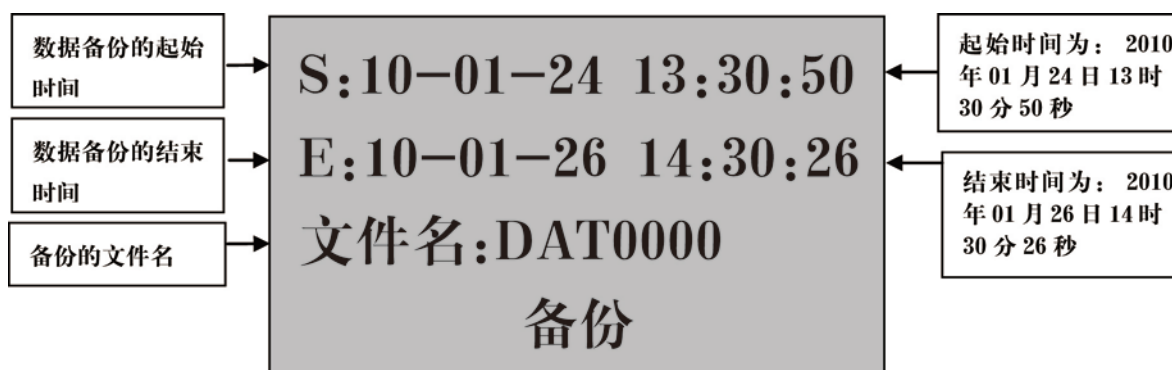 数据备份的起始
时间
数据备份的结束
时间
备份的文件名
S:10-01-24 13:30:50
E:10-01-26 14:30:26
文件名:DAT0000
备份
起始时间为: 2010
年 01 月 24 日 13 时
30 分 50 秒
结束时间为: 2010
年 01 月 26 日 14 时
30 分 26 秒